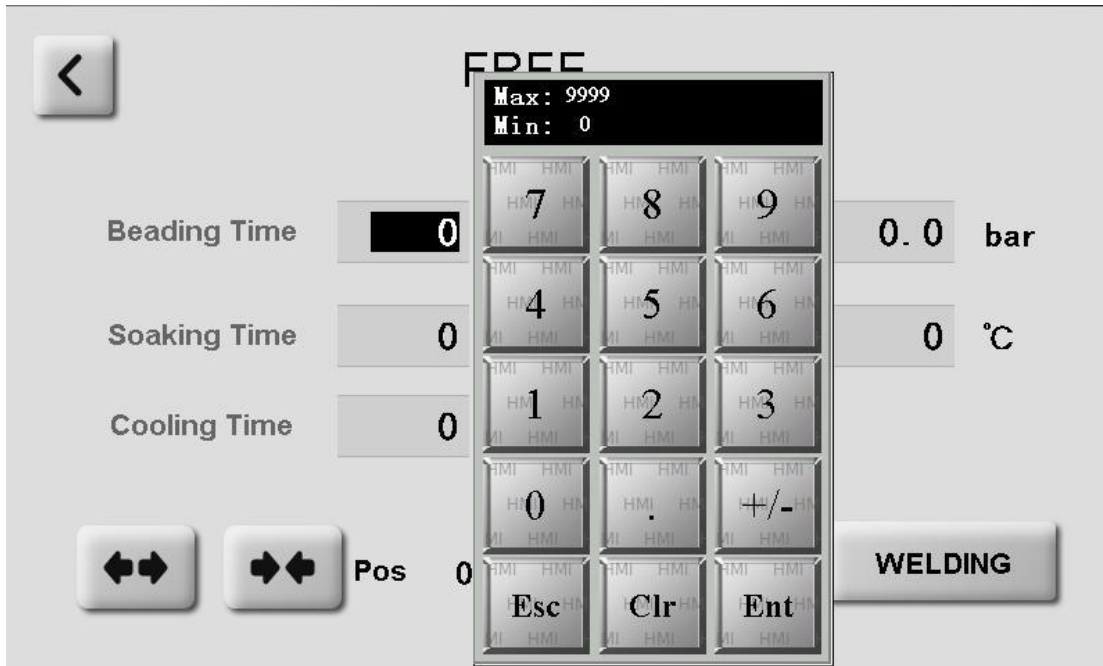 FREE
Max: 9999
Min: 0
7 8 9
Beading Time 0
0.0 bar
4 5 6
Soaking Time 0
0 °C
1 2 3
Cooling Time 0
0 . +/-
Pos 0
WELDING
Esc Clr Ent